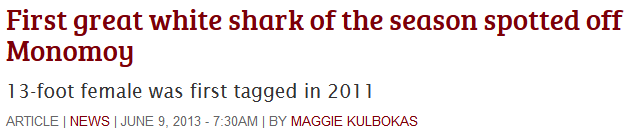 First great white shark of the season spotted off
Monomoy
13-foot female was first tagged in 2011
ARTICLE | NEWS | JUNE 9, 2013 - 7:30AM | BY MAGGIE KULBOKAS